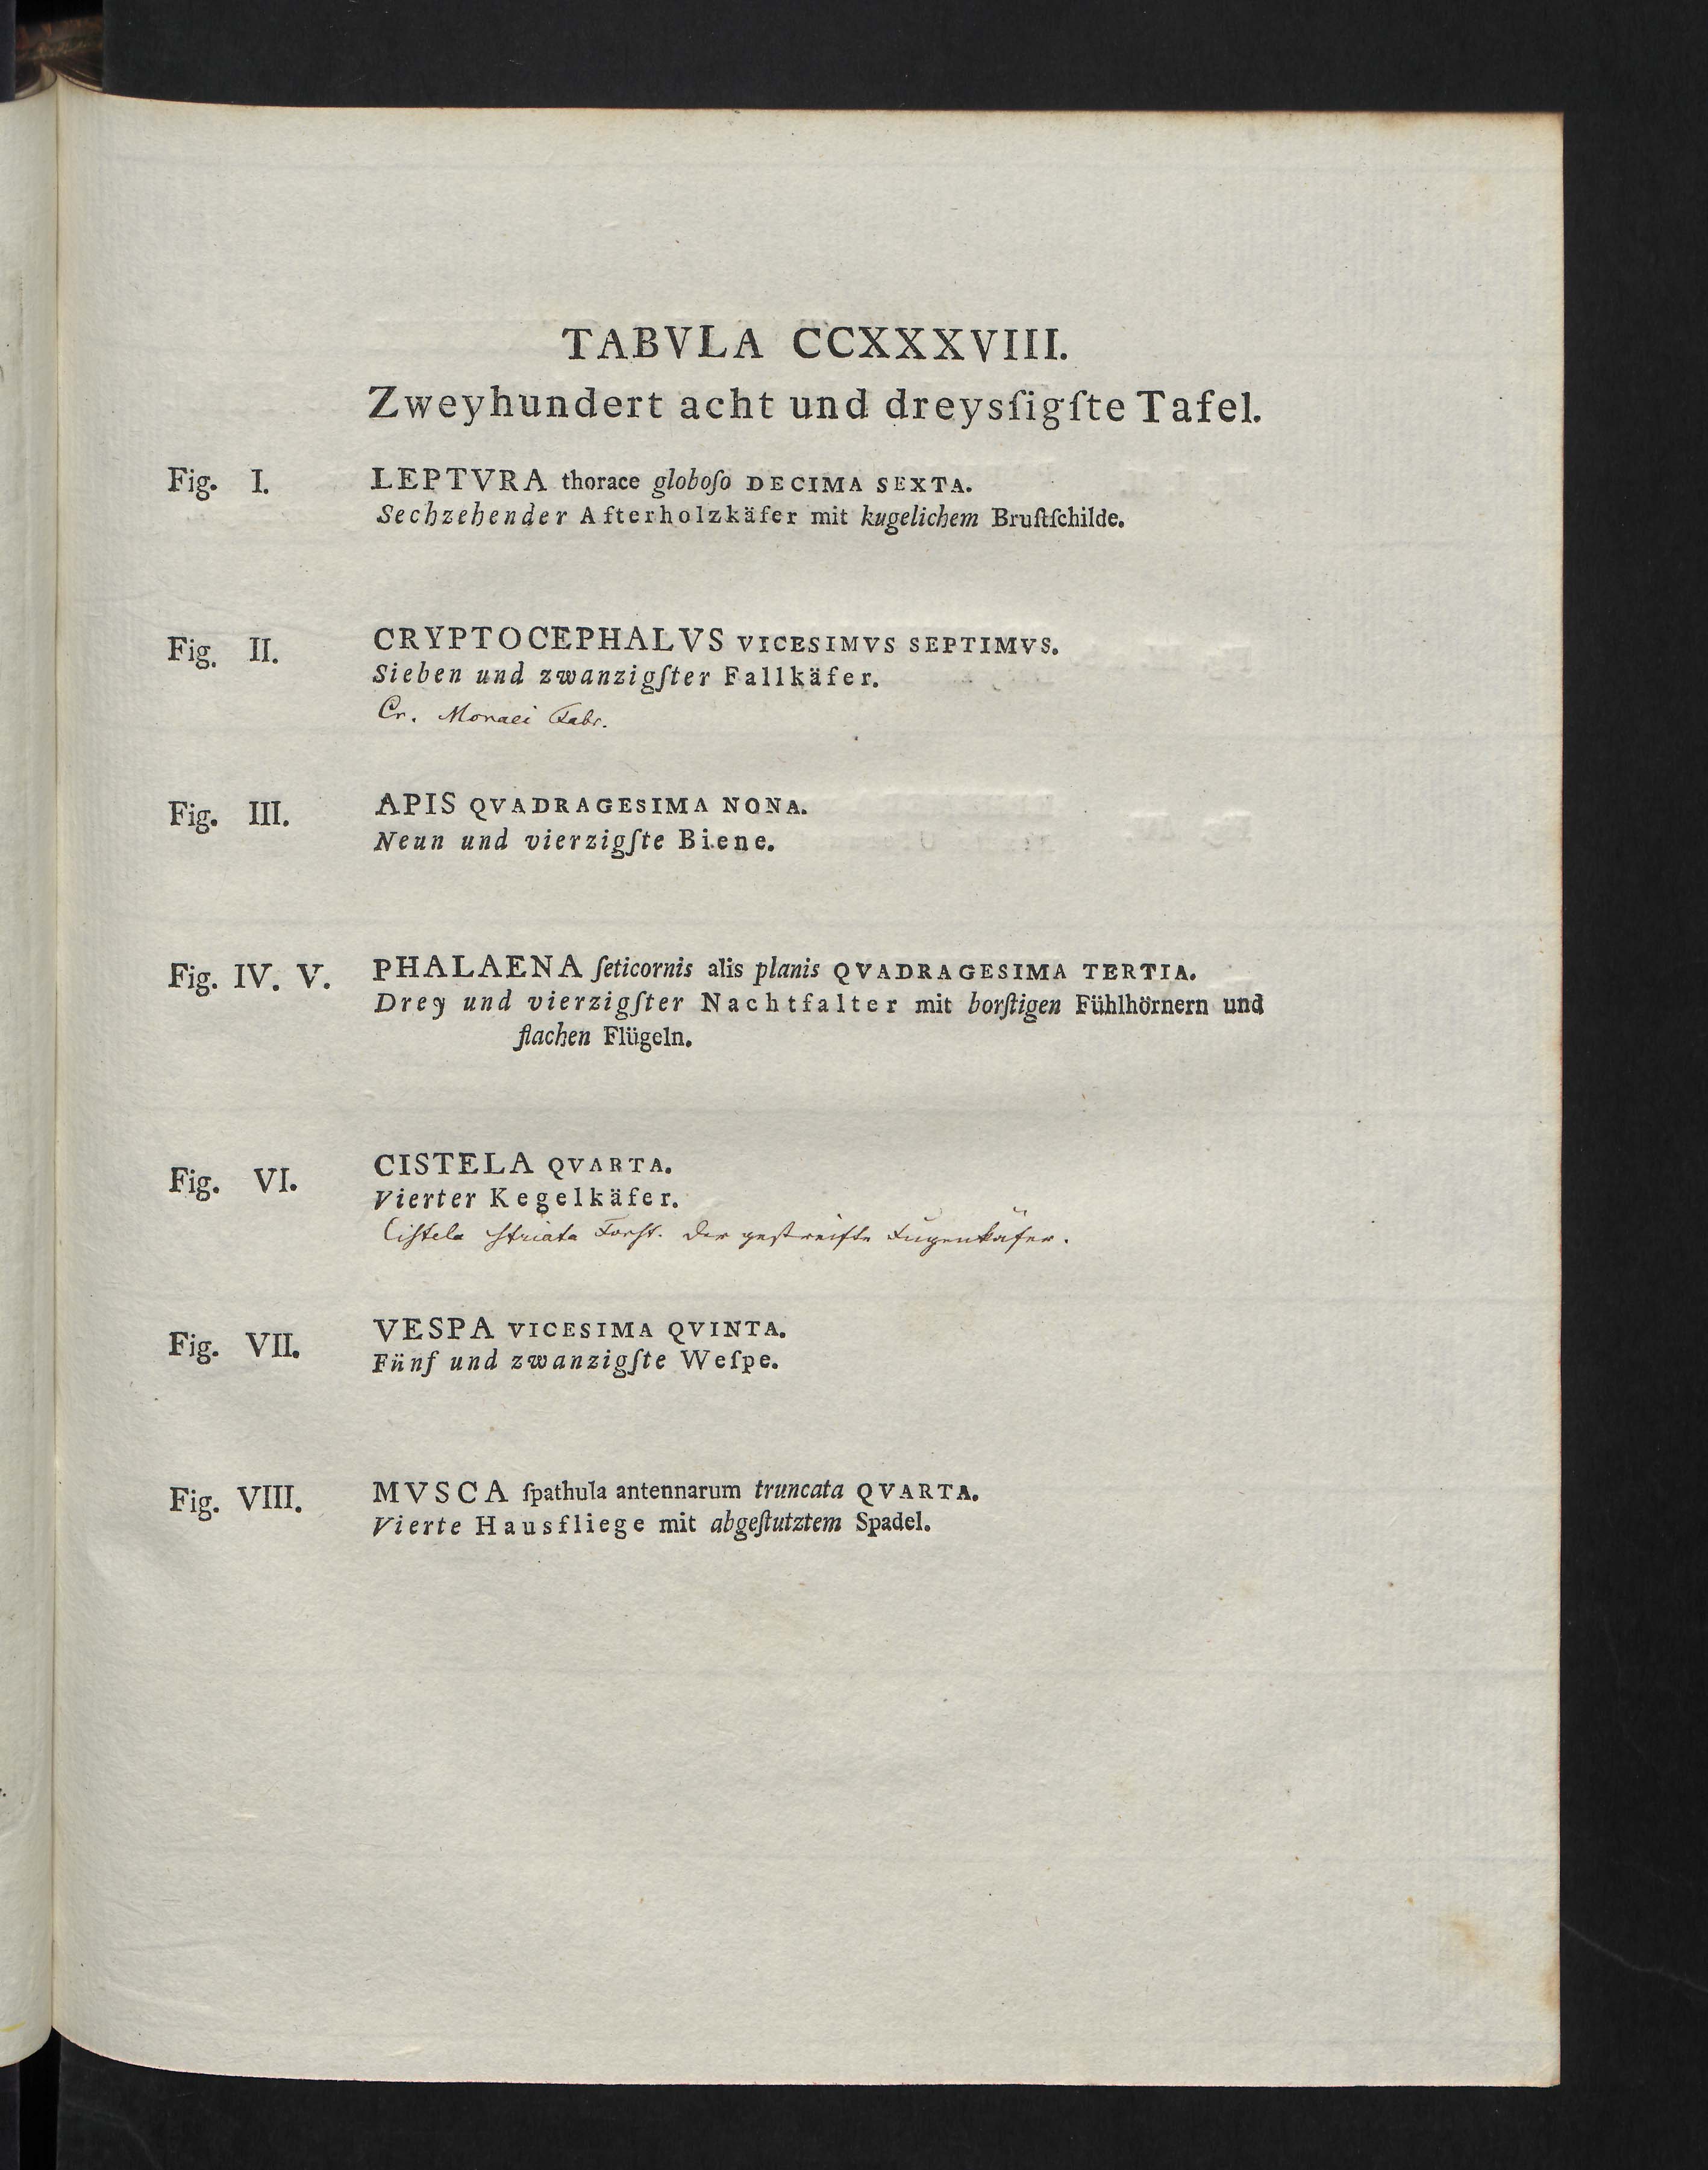 TABVLA CCXXXVIII.
Zweyhundert acht und dreysſigſte Tafel.
Fig. I. LEPTVRA thorace globoſo DECIMA SEXTA.
Sechzehender Afterholzkäfer mit kugelichem Bruſtſchilde.
Fig. II. CRYPTOCEPHALVS VICESIMVS SEPTIMVS.
Sieben und zwanzigſter Fallkäfer.
Cr. Moraei Fabr.
Fig. III. APIS QVADRAGESIMA NONA.
Neun und vierzigſte Biene.
Fig. IV. V. PHALAENA ſeticornis alis planis QVADRAGESIMA TERTIA.
Drey und vierzigſter Nachtfalter mit borſtigen Fühlhörnern und
flachen Flügeln.
Fig. VI. CISTELA QVARTA.
Vierter Kegelkäfer.
Cistela striata Forst. der gestreifte Fugenkäfer.
Fig. VII. VESPA VICESIMA QVINTA.
Fünf und zwanzigſte Weſpe.
Fig. VIII. MVSCA ſpathula antennarum truncata QVARTA.
Vierte Hausfliege mit abgeſtutztem Spadel.